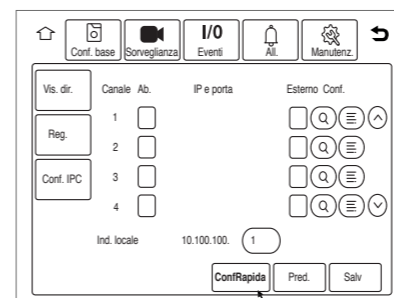 I/0
Conf. base Sorveglianza Eventi All. Manutenz.
Vis. dir. Canale Ab. IP e porta Esterno Conf.
1
Reg.
2
Conf. IPC 3
4
Ind. locale 10.100.100. 1
ConfRapida Pred. Salv